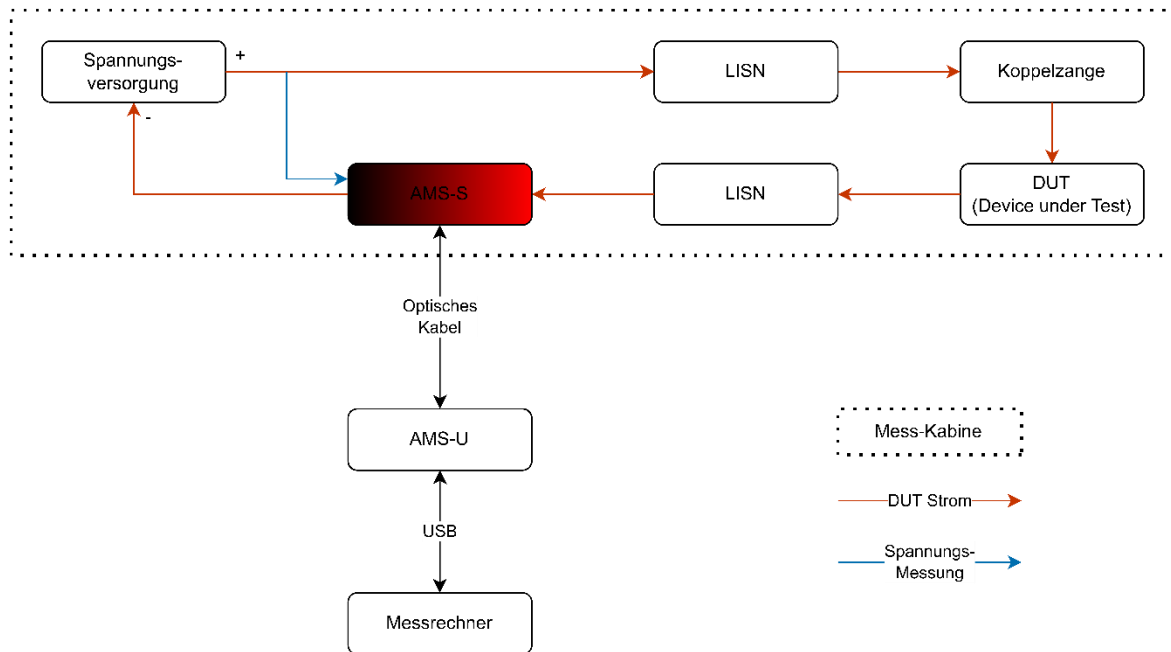 Spannungs-
versorgung
+
-
LISN
Koppelzange
AMS-S
LISN
DUT
(Device under Test)
Optisches
Kabel
AMS-U
USB
Messrechner
Mess-Kabine
DUT Strom
Spannungs-
Messung